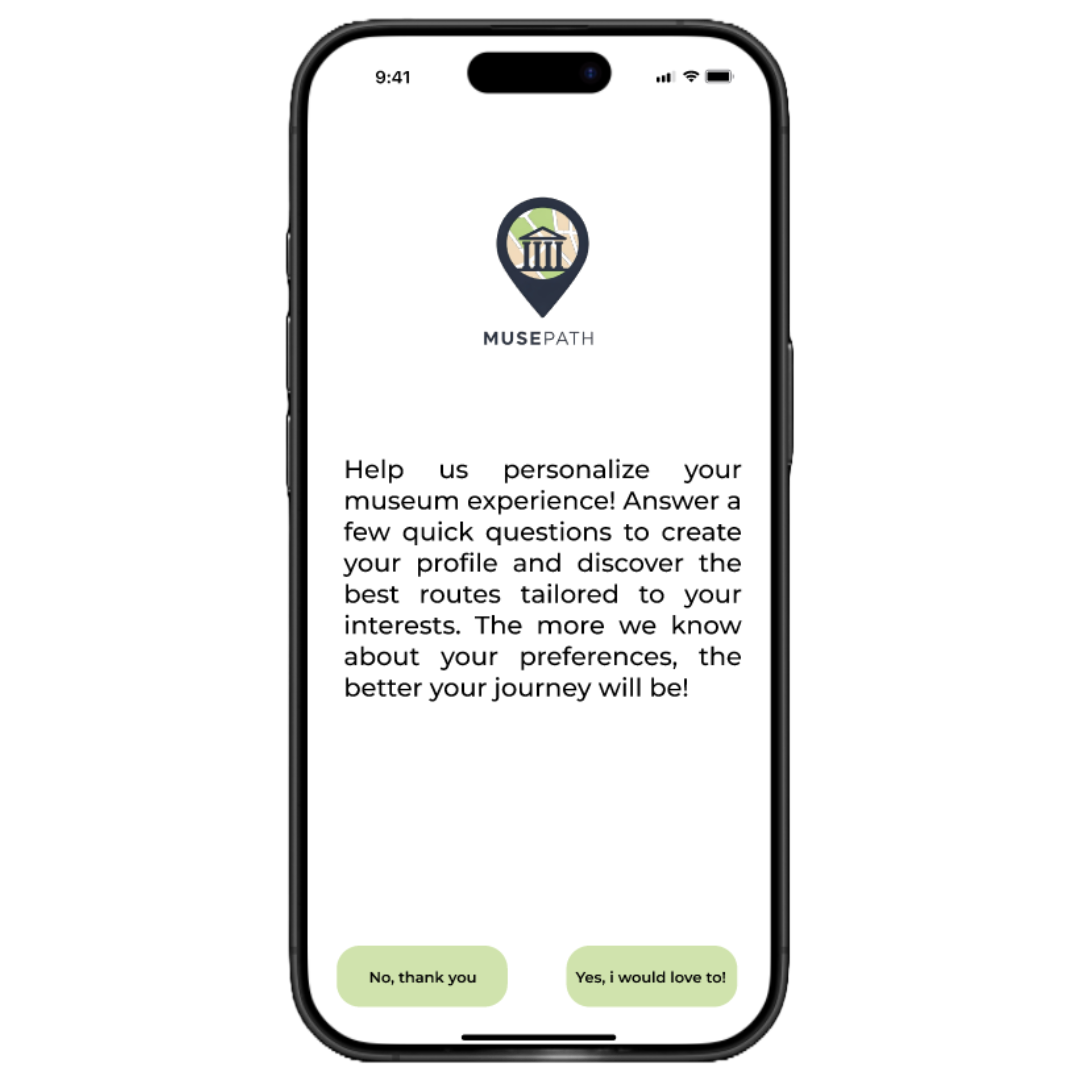 9:41
MUSEPATH
Help us personalize your
museum experience! Answer a
few quick questions to create
your profile and discover the
best routes tailored to your
interests. The more we know
about your preferences, the
better your journey will be!
No, thank you
Yes, i would love to!